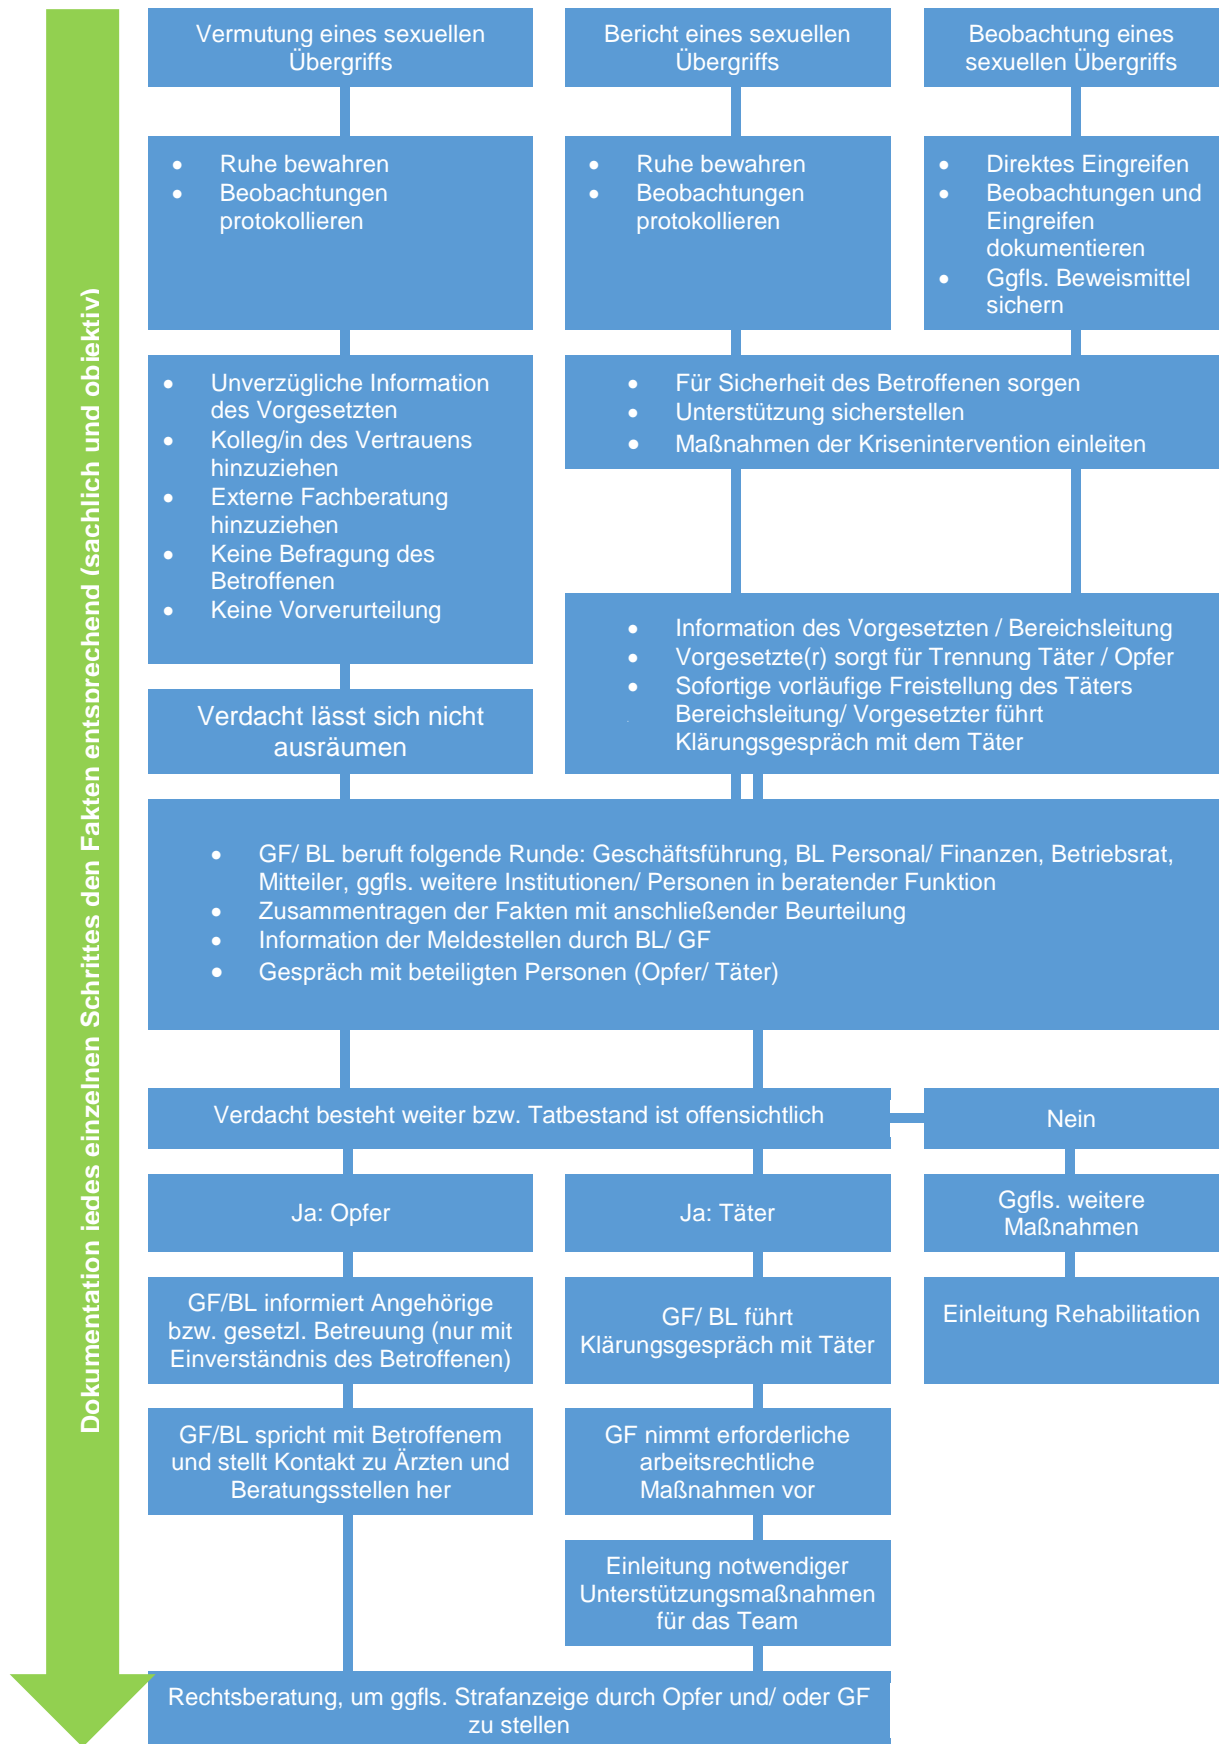 Vermutung eines sexuellen
Übergriffs
Bericht eines sexuellen
Übergriffs
Beobachtung eines
sexuellen Übergriffs
• Ruhe bewahren
• Beobachtungen
protokollieren
• Ruhe bewahren
• Beobachtungen
protokollieren
• Direktes Eingreifen
• Beobachtungen und
Eingreifen
dokumentieren
• Ggfls. Beweismittel
sichern
• Unverzügliche Information
des Vorgesetzten
• Kolleg/in des Vertrauens
hinzuziehen
• Externe Fachberatung
hinzuziehen
• Keine Befragung des
Betroffenen
• Keine Vorverurteilung
• Für Sicherheit des Betroffenen sorgen
• Unterstützung sicherstellen
• Maßnahmen der Krisenintervention einleiten
• Information des Vorgesetzten / Bereichsleitung
• Vorgesetzte(r) sorgt für Trennung Täter / Opfer
• Sofortige vorläufige Freistellung des Täters
Bereichsleitung/ Vorgesetzter führt
Klärungsgespräch mit dem Täter
Verdacht lässt sich nicht
ausräumen
• GF/ BL beruft folgende Runde: Geschäftsführung, BL Personal/ Finanzen, Betriebsrat,
Mitteiler, ggfls. weitere Institutionen/ Personen in beratender Funktion
• Zusammentragen der Fakten mit anschließender Beurteilung
• Information der Meldestellen durch BL/ GF
• Gespräch mit beteiligten Personen (Opfer/ Täter)
Verdacht besteht weiter bzw. Tatbestand ist offensichtlich
Nein
Ja: Opfer
Ja: Täter
Ggfls. weitere
Maßnahmen
GF/BL informiert Angehörige
bzw. gesetzl. Betreuung (nur mit
Einverständnis des Betroffenen)
GF/ BL führt
Klärungsgespräch mit Täter
Einleitung Rehabilitation
GF/BL spricht mit Betroffenem
und stellt Kontakt zu Ärzten und
Beratungsstellen her
GF nimmt erforderliche
arbeitsrechtliche
Maßnahmen vor
Einleitung notwendiger
Unterstützungsmaßnahmen
für das Team
Rechtsberatung, um ggfls. Strafanzeige durch Opfer und/ oder GF
zu stellen
Dokumentation jedes einzelnen Schrittes den Fakten entsprechend (sachlich und objektiv)